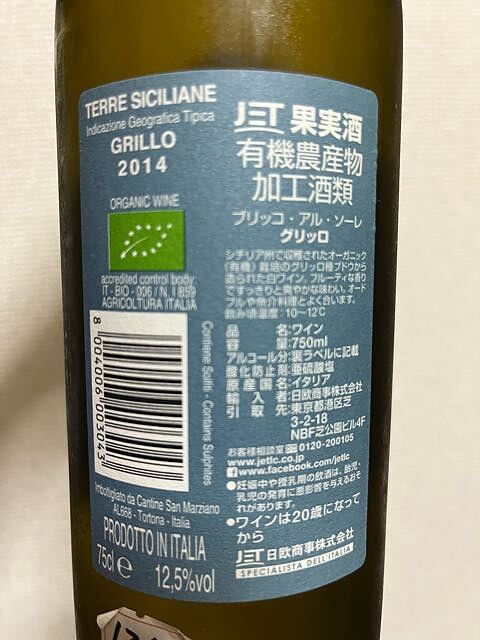 TERRE SICILIANE
Indicazione Geografica Tipica
GRILLO
2014
ORGANIC WINE
accredited control body
IT - BIO - 006 / N. I 859
AGRICOLTURA ITALIA
8 004006 003043
Contiene Solfiti - Contains Sulphites
Imbottigliato da Cantine San Marziano
AL668 - Tortona - Italia
PRODOTTO IN ITALIA
75cl e 12,5%vol
JET 果実酒
有機農産物
加工酒類
ブリッコ・アル・ソーレ
グリッロ
シチリア州で収穫されたオーガニック
(有機)栽培のグリッロ種ブドウから
造られた白ワイン。フルーティな香り
ですっきりと爽やかな味わい。オード
ブルや魚介料理とよく合います。
飲み頃温度:10〜12℃
品名:ワイン
容量:750ml
アルコール分:裏ラベルに記載
酸化防止剤:亜硫酸塩
原産国名:イタリア
輸入者:日欧商事株式会社
引取先:東京都港区芝
3-2-18
NBF芝公園ビル4F
お客様相談室 0120-200105
www.jetlc.co.jp
www.facebook.com/jetlc
●妊娠中や授乳期の飲酒は、胎児・
乳児の発育に悪影響を与えるおそ
れがあります。
●ワインは20歳になって
から
JET 日欧商事株式会社
SPECIALISTA DELL'ITALIA